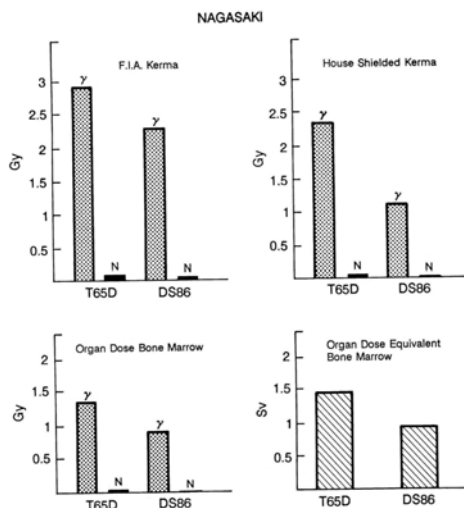 NAGASAKI
F.I.A. Kerma
3
2.5
2
1.5
1
0.5
Gy
γ
N
γ
N
T65D
DS86
House Shielded Kerma
3
2.5
2
1.5
1
0.5
Gy
γ
N
γ
N
T65D
DS86
Organ Dose Bone Marrow
2
1.5
1
0.5
Gy
γ
N
γ
N
T65D
DS86
Organ Dose Equivalent
Bone Marrow
2
1.5
1
0.5
Sv
T65D
DS86